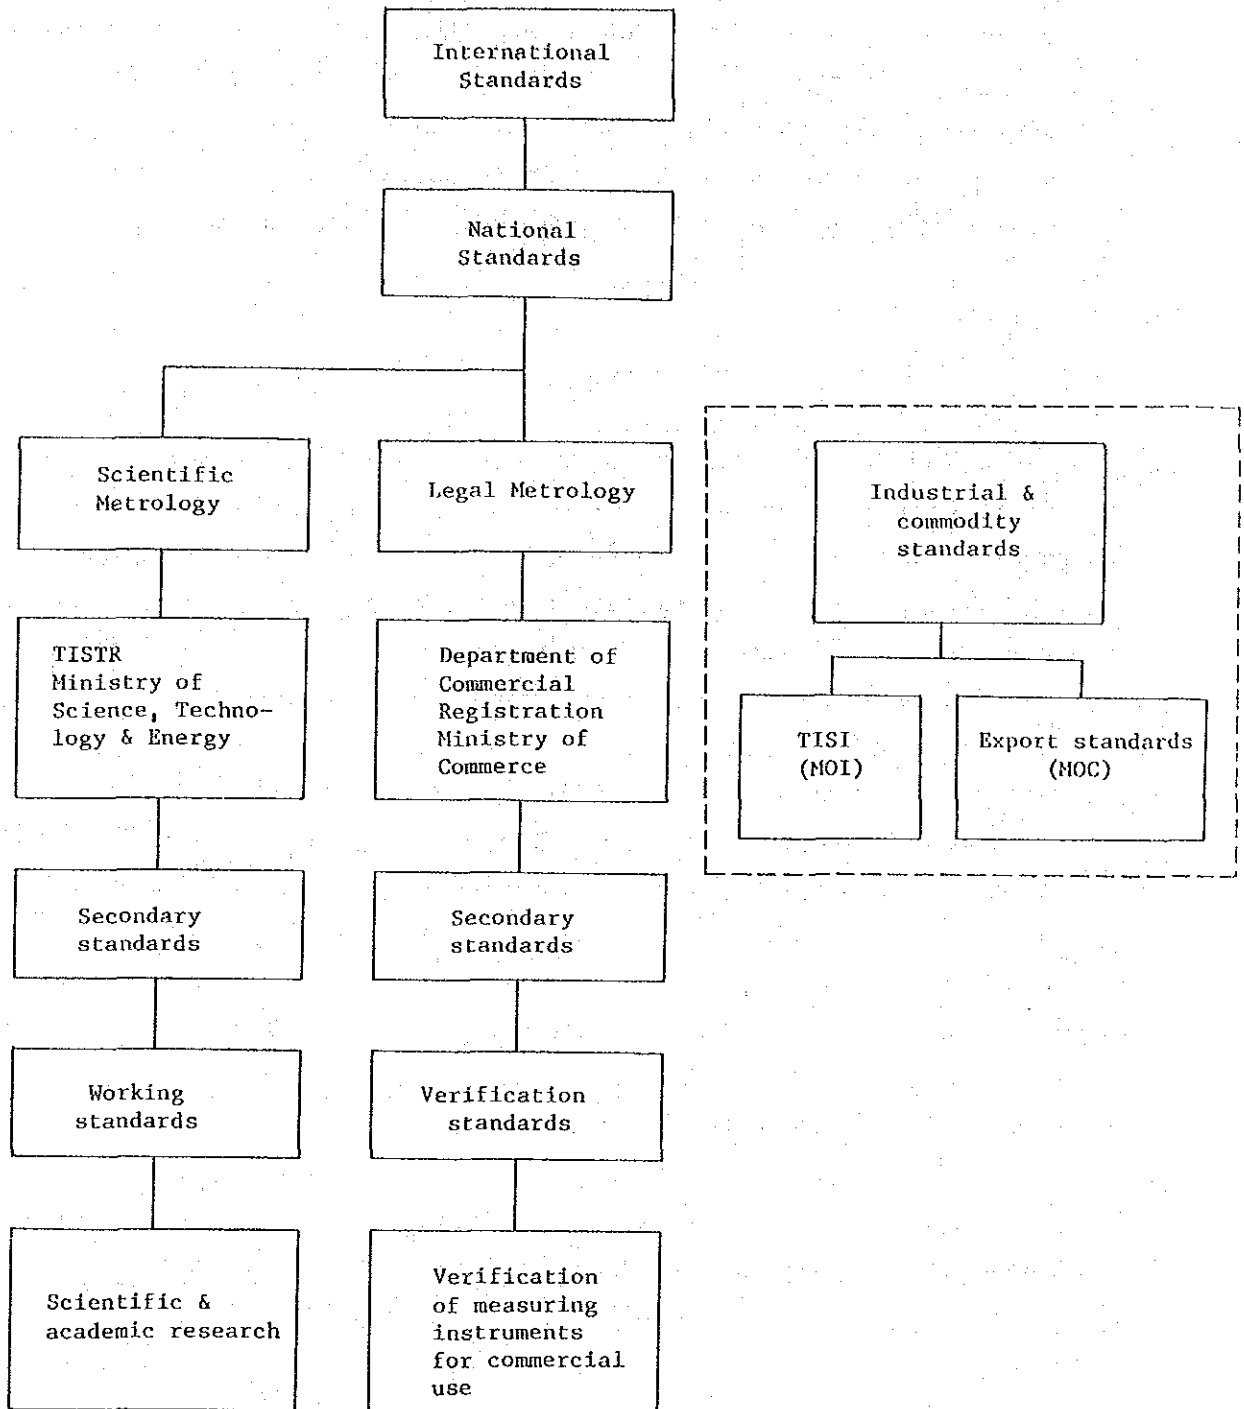 International
Standards
National
Standards
Scientific
Metrology
Legal Metrology
Industrial &
commodity
standards
TISTR
Ministry of
Science, Techno-
logy & Energy
Department of
Commercial
Registration
Ministry of
Commerce
TISI
(MOI)
Export standards
(MOC)
Secondary
standards
Secondary
standards
Working
standards
Verification
standards
Scientific &
academic research
Verification
of measuring
instruments
for commercial
use